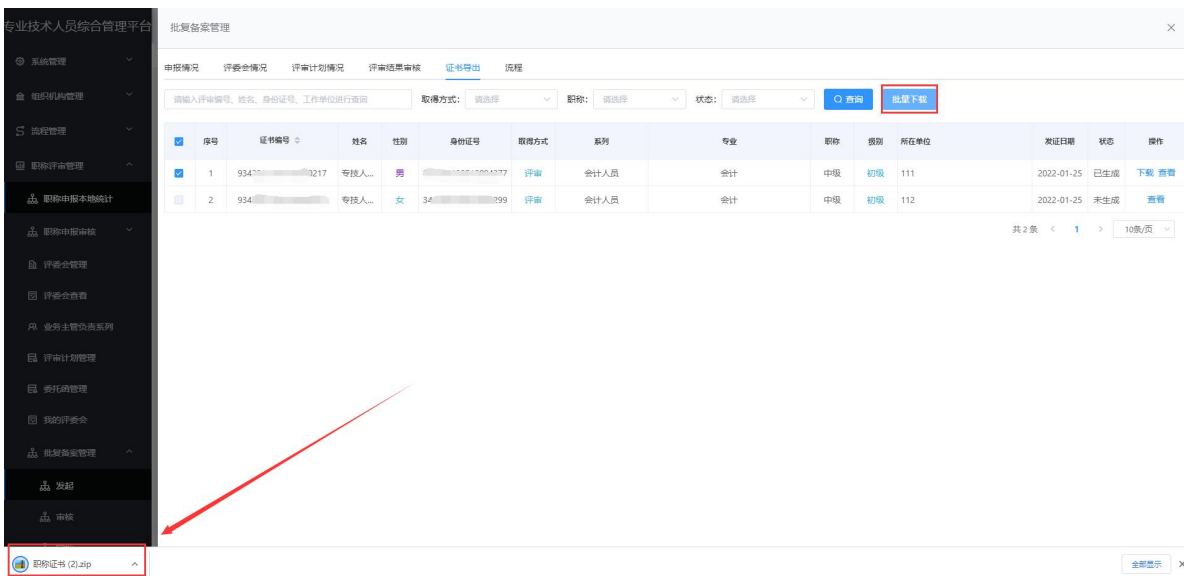 专业技术人员综合管理平台
批复备案管理
系统管理
组织机构管理
流程管理
职称评审管理
职称申报本地统计
职称申报审核
评委会管理
评委会查看
业务主管负责系列
评审计划管理
委托函管理
我的评委会
批复备案管理
发起
审核
申报情况 评委会情况 评审计划情况 评审结果审核 证书导出 流程
请输入评审编号、姓名、身份证号、工作单位进行查询 取得方式： 请选择 职称： 请选择 状态： 请选择 查询 批量下载
序号 证书编号 姓名 性别 身份证号 取得方式 系列 专业 职称 级别 所在单位 发证日期 状态 操作
1 934 0217 专技人... 男 评审 会计人员 会计 中级 初级 111 2022-01-25 已生成 下载 查看
2 934 专技人... 女 34 299 评审 会计人员 会计 中级 初级 112 2022-01-25 未生成 查看
共 2 条 < 1 > 10条/页
职称证书 (2).zip
全部显示